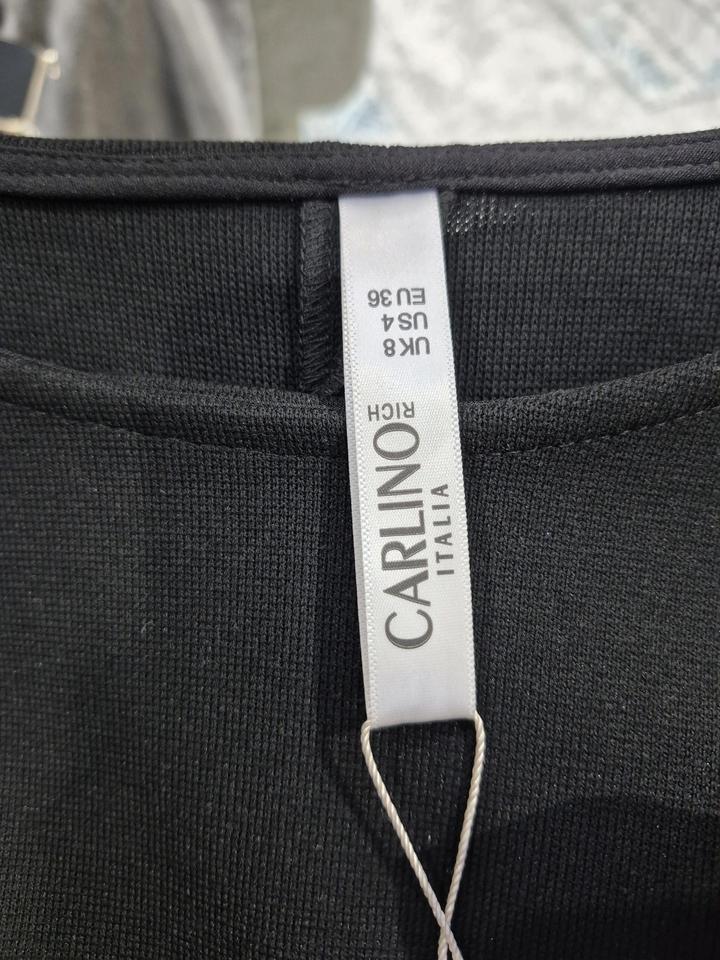 CARLINO
ITALIA
RICH
UK 8
US 4
EU 36